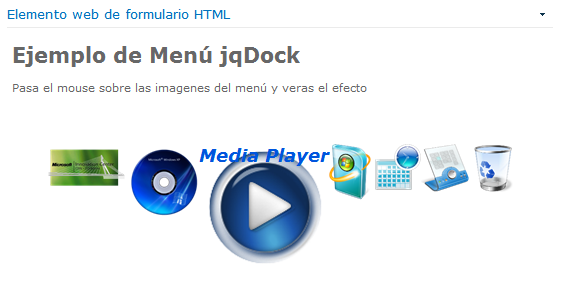 Elemento web de formulario HTML
Ejemplo de Menú jqDock
Pasa el mouse sobre las imagenes del menú y veras el efecto
Media Player
Microsoft